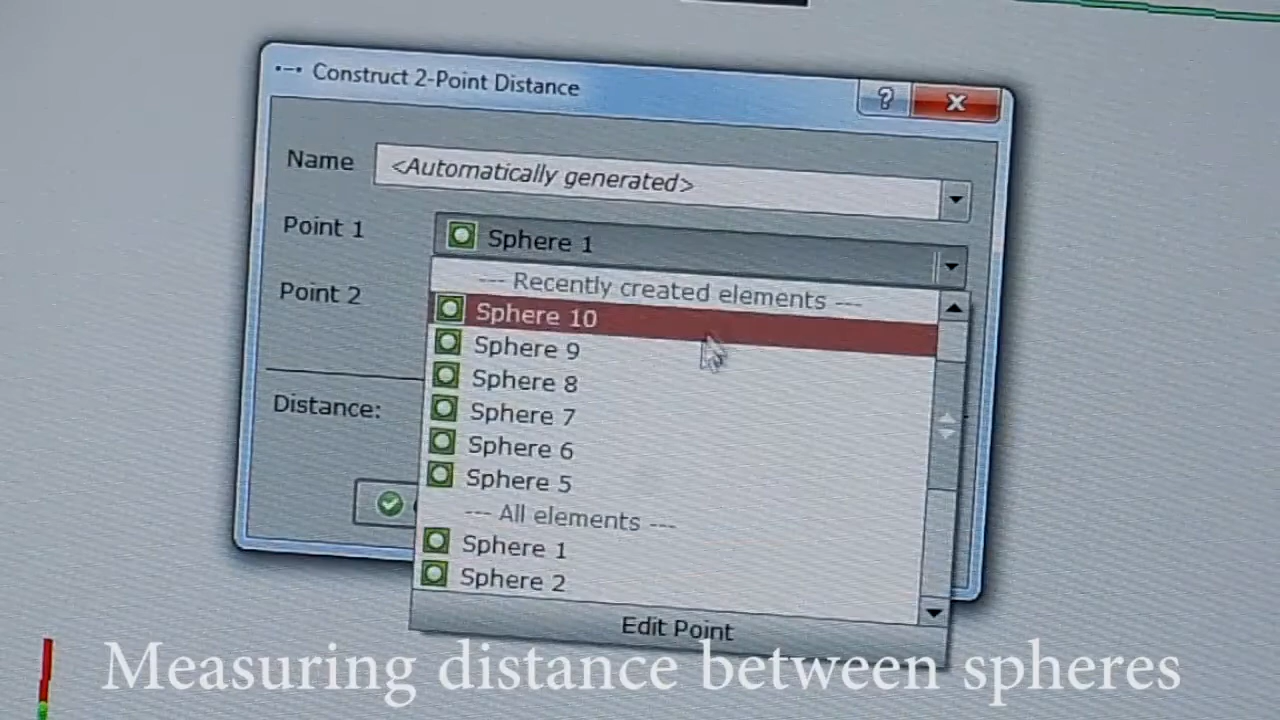 Construct 2-Point Distance
?
Name
<Automatically generated>
Point 1
Sphere 1
Point 2
--- Recently created elements ---
Sphere 10
Sphere 9
Sphere 8
Sphere 7
Sphere 6
Sphere 5
--- All elements ---
Sphere 1
Sphere 2
Distance:
Edit Point
Measuring distance between spheres